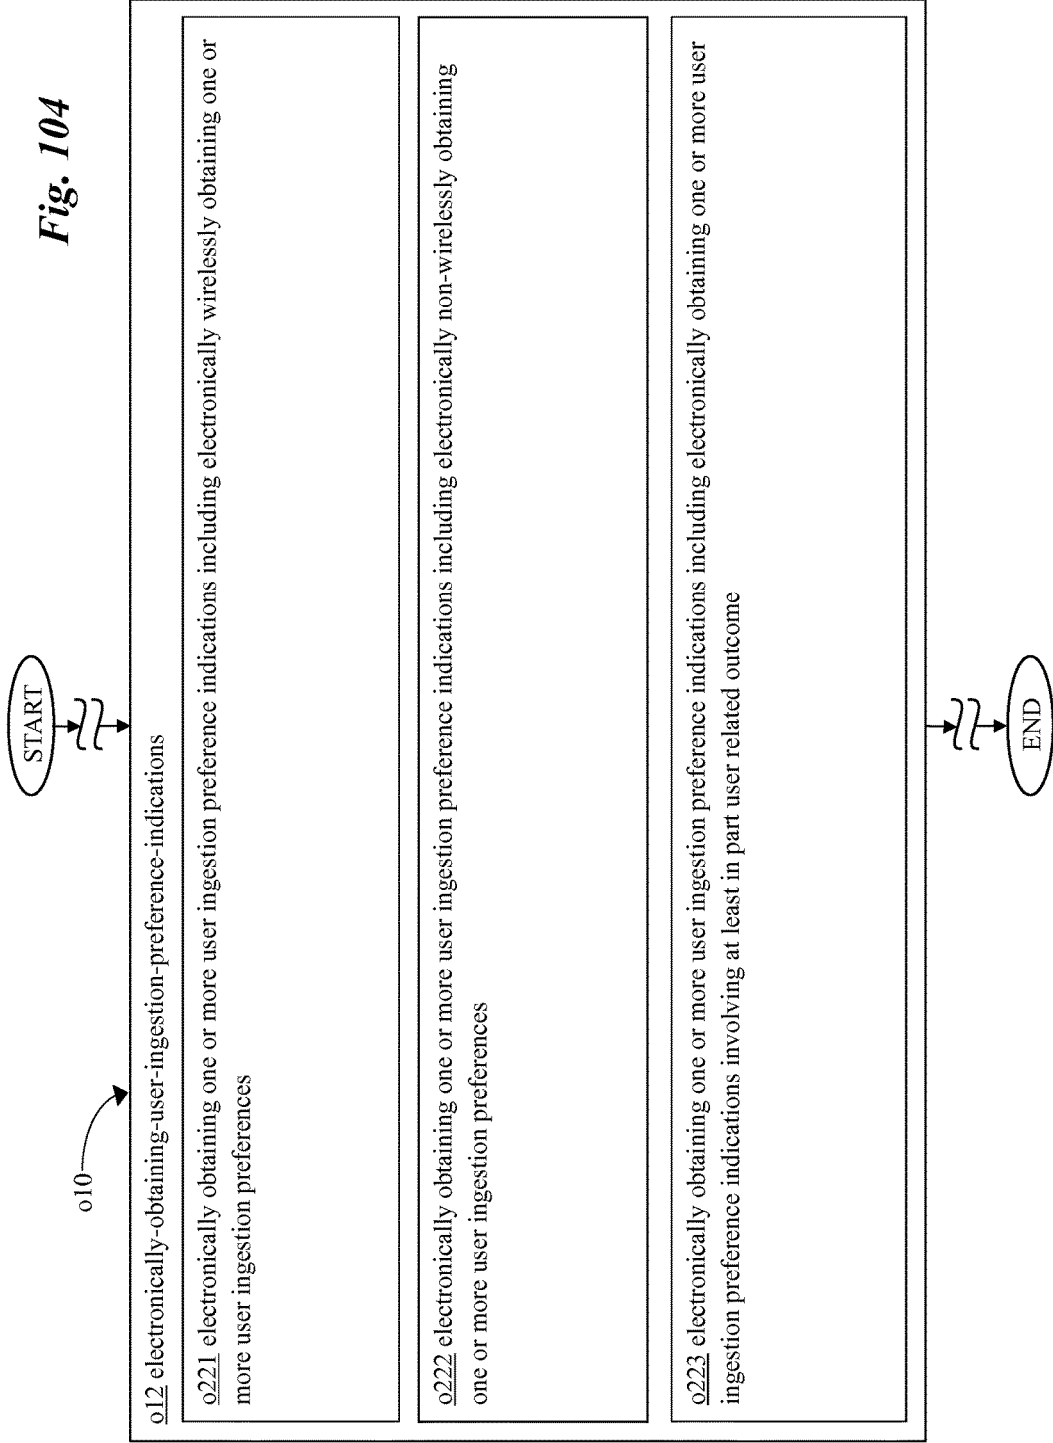 Fig. 104
START
o10
o12 electronically-obtaining-user-ingestion-preference-indications
o221 electronically obtaining one or more user ingestion preference indications including electronically wirelessly obtaining one or
more user ingestion preferences
o222 electronically obtaining one or more user ingestion preference indications including electronically non-wirelessly obtaining
one or more user ingestion preferences
o223 electronically obtaining one or more user ingestion preference indications including electronically obtaining one or more user
ingestion preference indications involving at least in part user related outcome
END